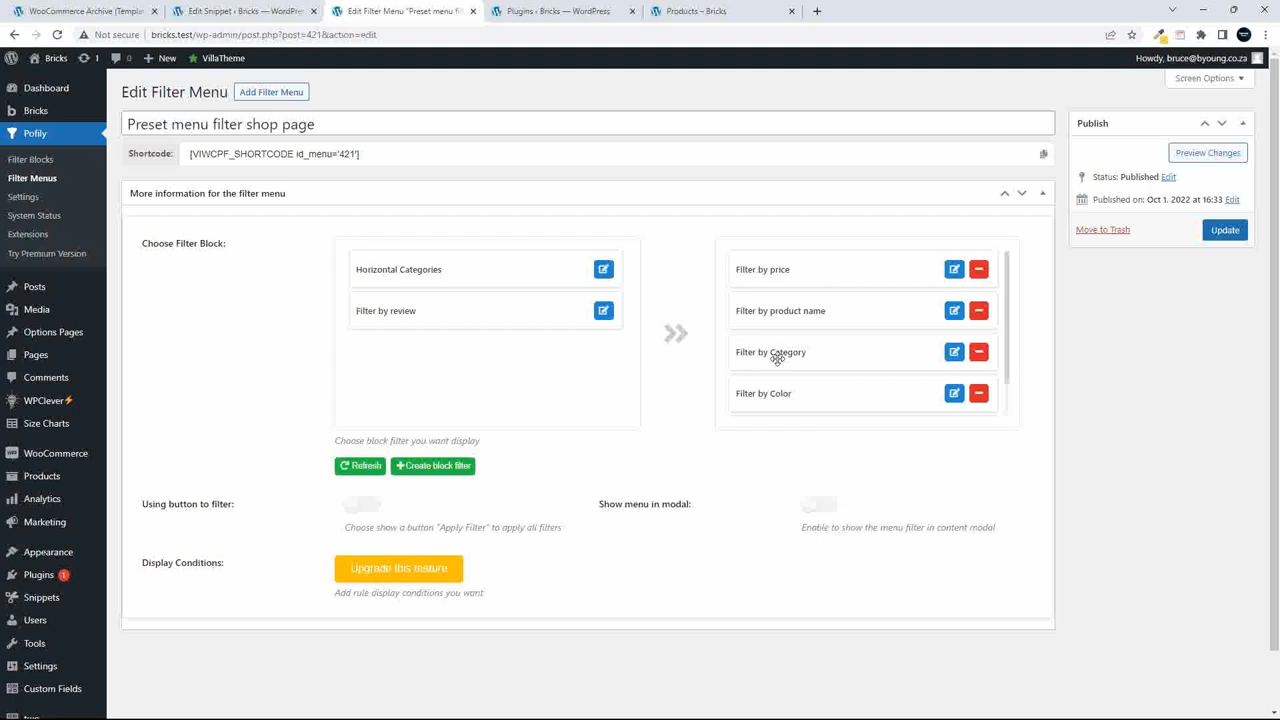 WooCommerce Archive (Templat
Edit Snippet ‹ Bricks — WordPres
Edit Filter Menu "Preset menu fil
Plugins ‹ Bricks — WordPress
Products – Bricks
Not secure
bricks.test/wp-admin/post.php?post=421&action=edit
Bricks
1
0
New
VillaTheme
Howdy, bruce@byoung.co.za
Screen Options
Dashboard
Bricks
Pofily
Filter Blocks
Filter Menus
Settings
System Status
Extensions
Try Premium Version
Posts
Media
Options Pages
Pages
Comments
WPClever
Size Charts
WooCommerce
Products
Analytics
Marketing
Appearance
Plugins 1
Snippets
Users
Tools
Settings
Custom Fields
Edit Filter Menu
Add Filter Menu
Preset menu filter shop page
Shortcode:
[VIWCPF_SHORTCODE id_menu='421']
More information for the filter menu
Choose Filter Block:
Horizontal Categories
Filter by review
Filter by price
Filter by product name
Filter by Category
Filter by Color
Choose block filter you want display
Refresh
Create block filter
Using button to filter:
Choose show a button "Apply Filter" to apply all filters
Show menu in modal:
Enable to show the menu filter in content modal
Display Conditions:
Upgrade this feature
Add rule display conditions you want
Publish
Preview Changes
Status: Published Edit
Published on: Oct 1, 2022 at 16:33 Edit
Move to Trash
Update